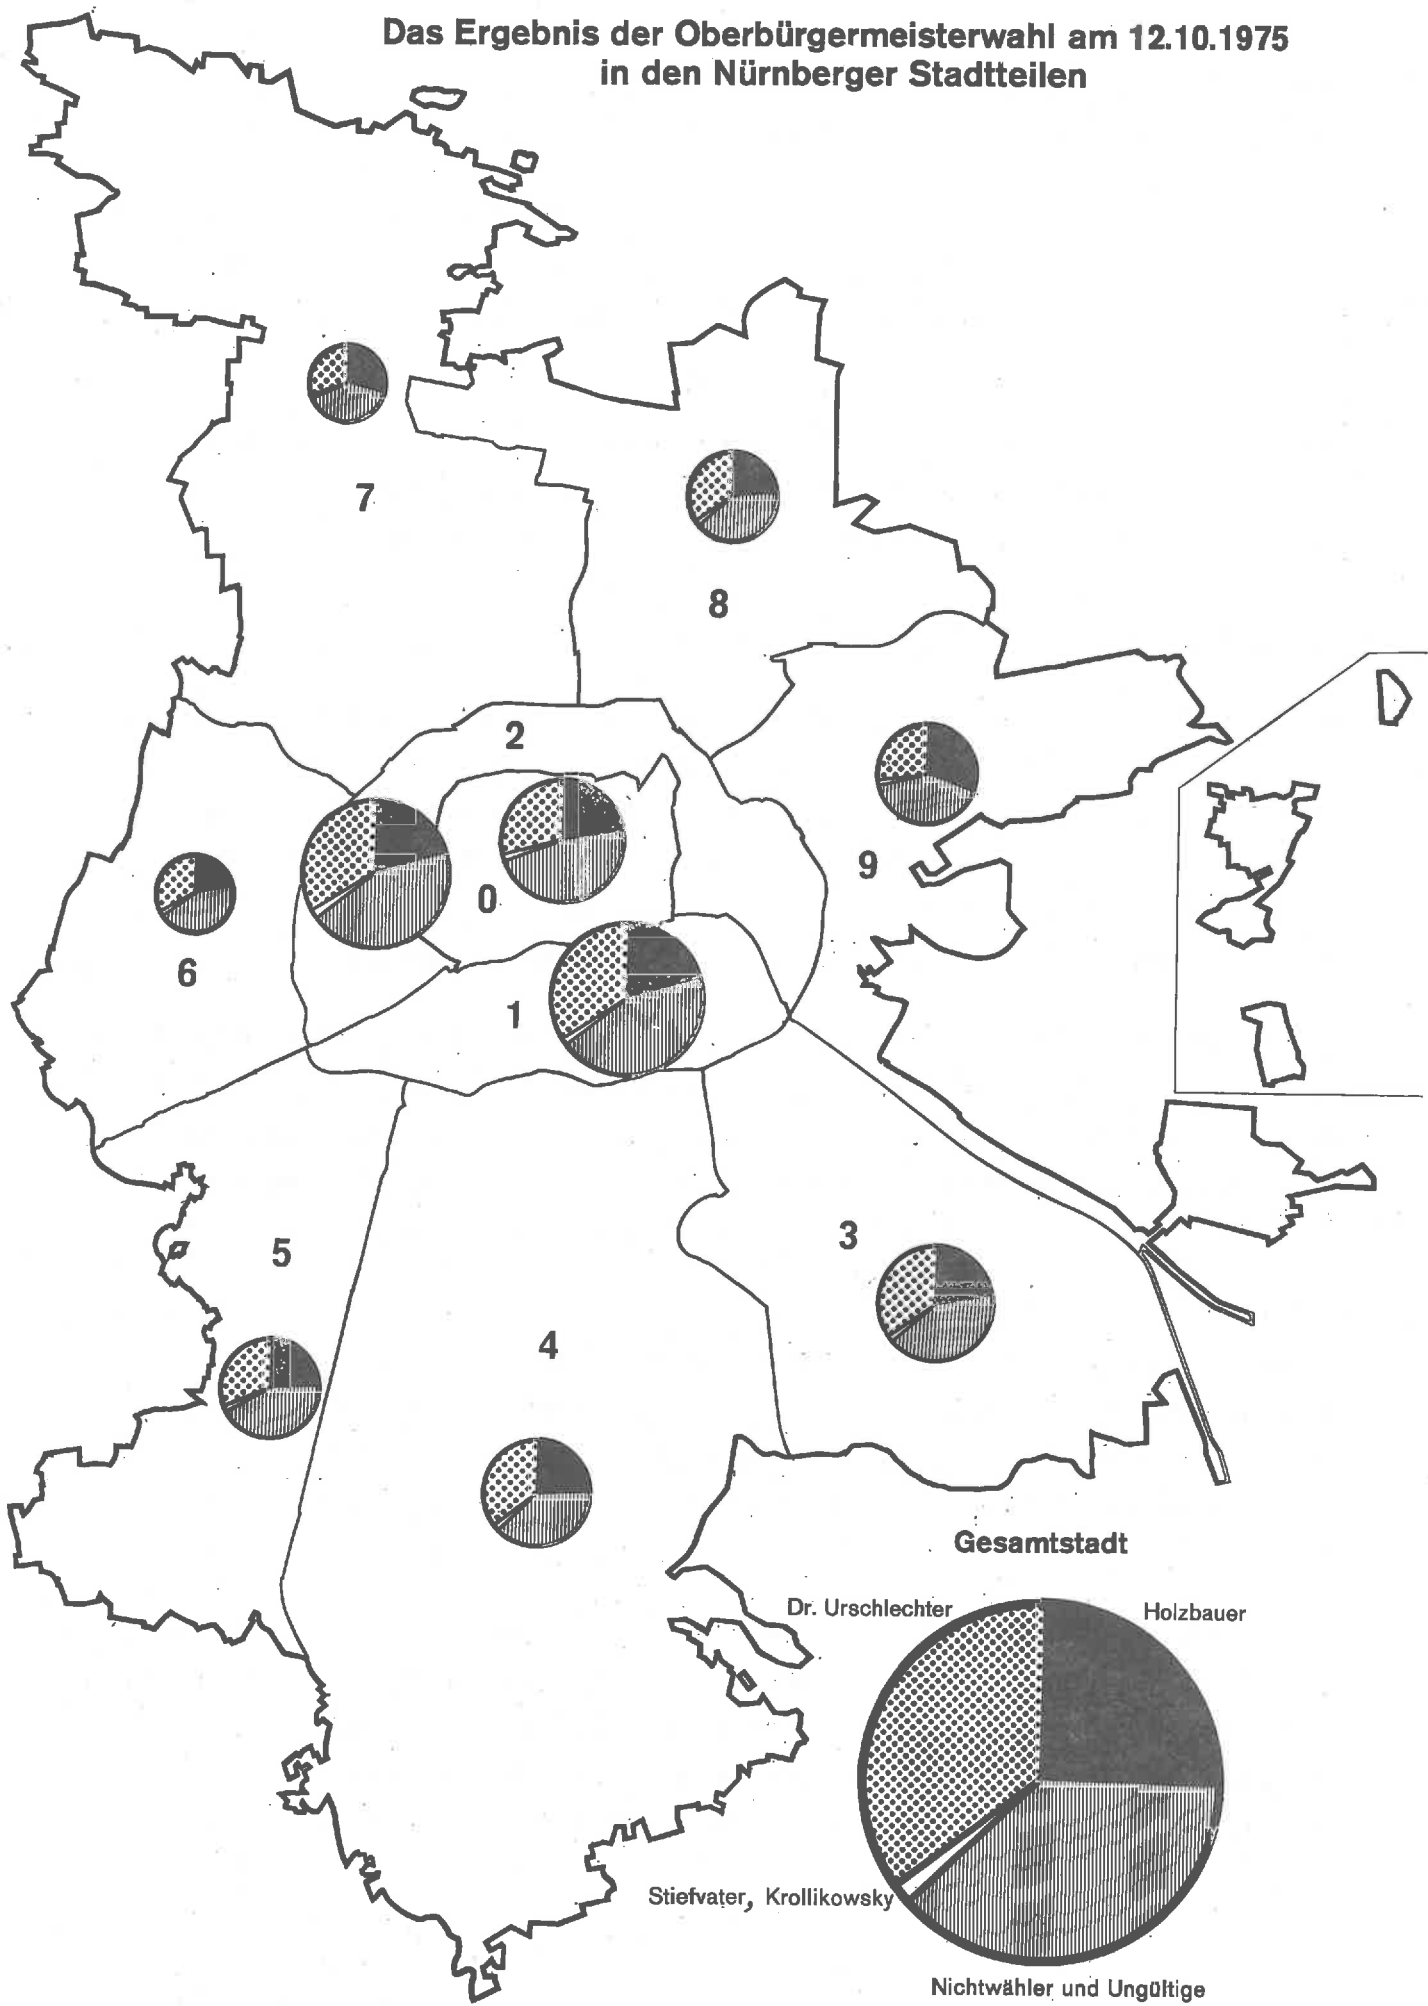 Das Ergebnis der Oberbürgermeisterwahl am 12.10.1975
in den Nürnberger Stadtteilen
7
8
2
9
0
6
1
3
5
4
Gesamtstadt
Dr. Urschlechter
Holzbauer
Stiefvater, Krollikowsky
Nichtwähler und Ungültige